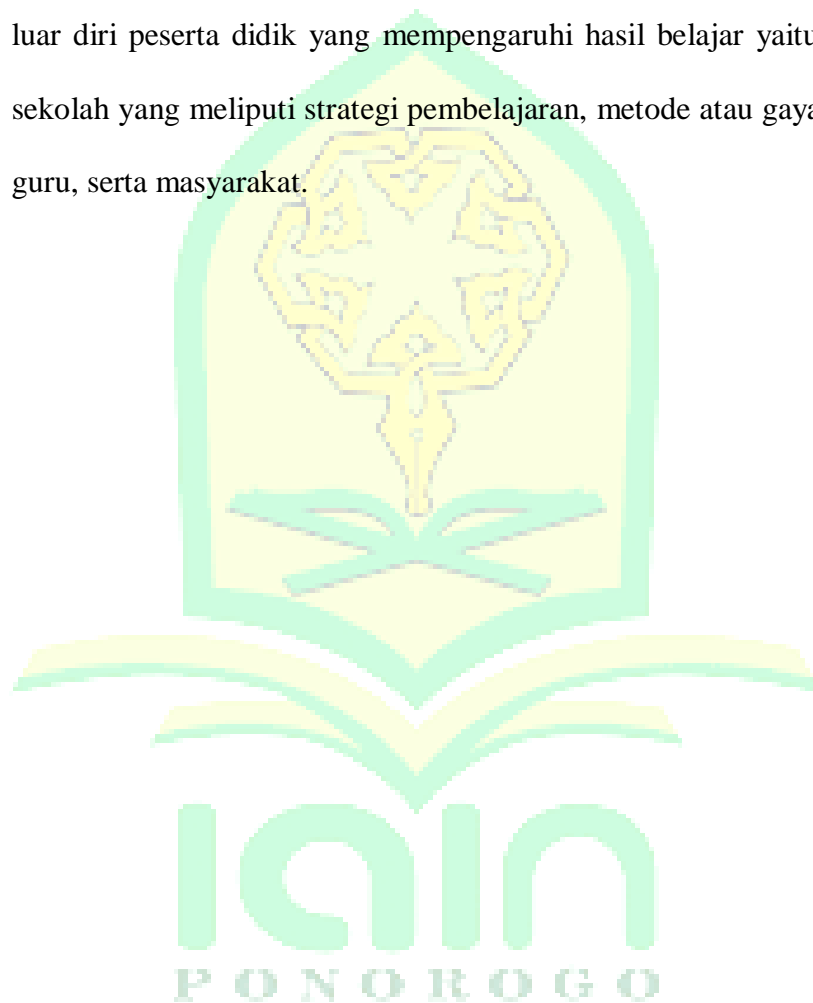 luar diri peserta didik yang mempengaruhi hasil belajar yaitu
sekolah yang meliputi strategi pembelajaran, metode atau gaya
guru, serta masyarakat.
iain
PONOROGO